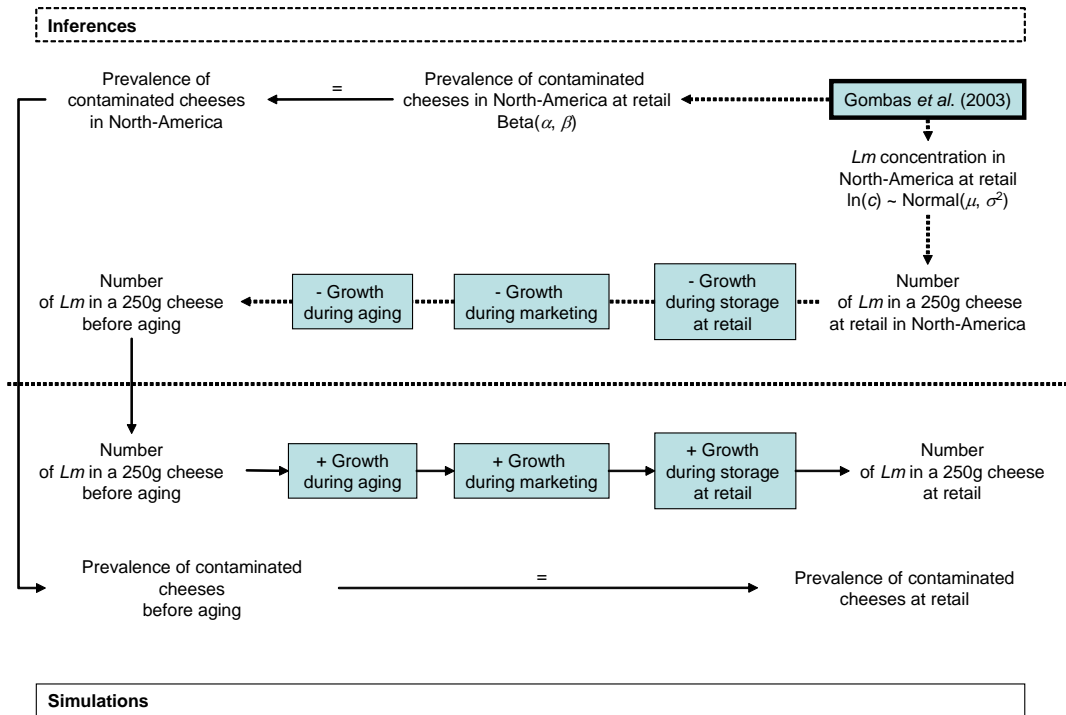 Inferences
Prevalence of
contaminated cheeses
in North-America
=
Prevalence of contaminated
cheeses in North-America at retail
Beta(α, β)
Gombas et al. (2003)
Lm concentration in
North-America at retail
ln(c) ~ Normal(μ, σ²)
Number
of Lm in a 250g cheese
before aging
- Growth
during aging
- Growth
during marketing
- Growth
during storage
at retail
Number
of Lm in a 250g cheese
at retail in North-America
Number
of Lm in a 250g cheese
before aging
+ Growth
during aging
+ Growth
during marketing
+ Growth
during storage
at retail
Number
of Lm in a 250g cheese
at retail
Prevalence of contaminated
cheeses
before aging
=
Prevalence of contaminated
cheeses at retail
Simulations